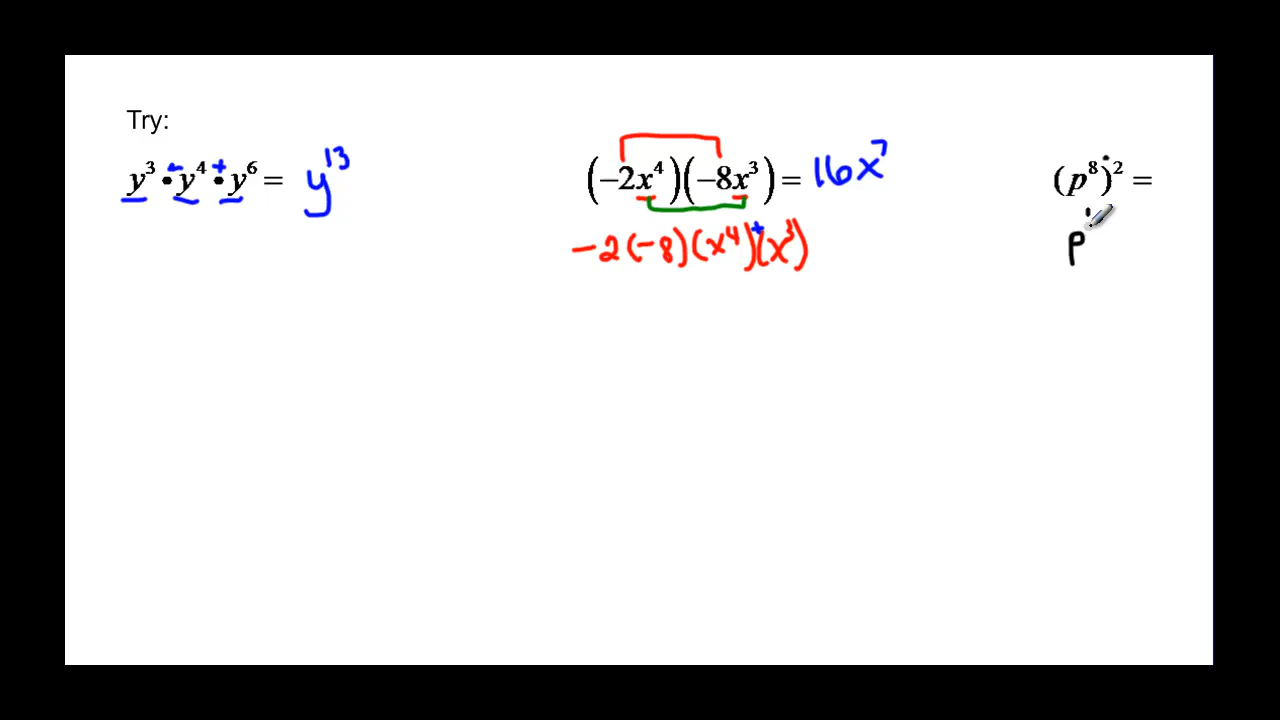 Try:
y³ • y⁴ • y⁶ = y¹³
(−2x⁴)(−8x³) = 16x⁷
−2(−8)(x⁴)+(x³)
(p⁸)·² =
p